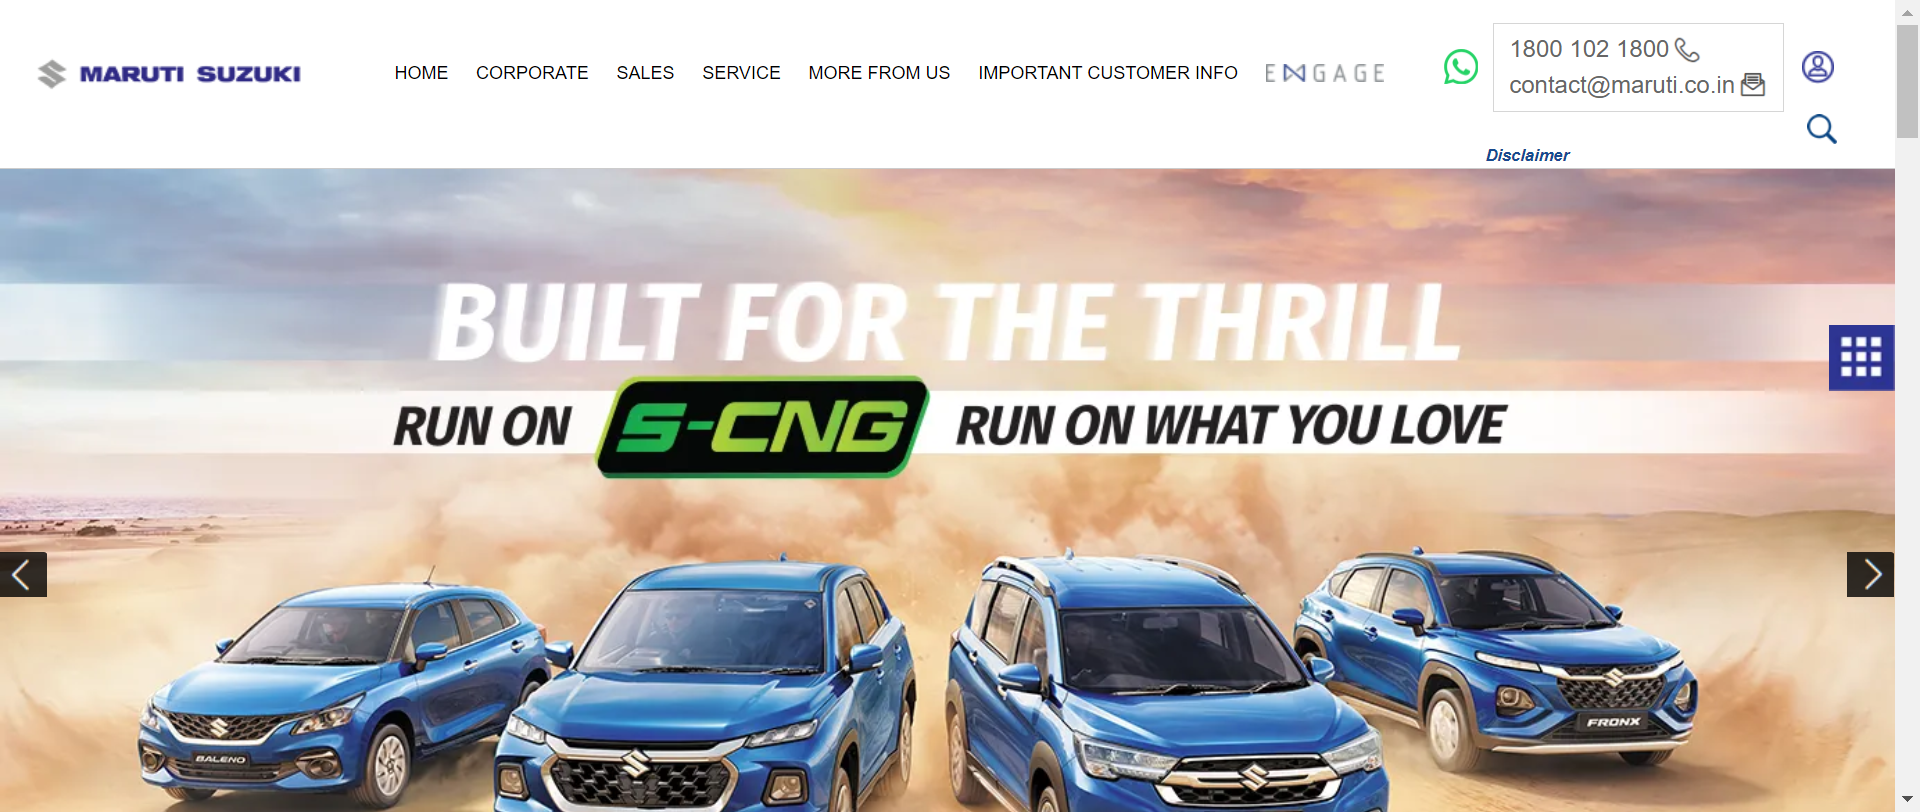 MARUTI SUZUKI
HOME CORPORATE SALES SERVICE MORE FROM US IMPORTANT CUSTOMER INFO ENGAGE
1800 102 1800
contact@maruti.co.in
Disclaimer
BUILT FOR THE THRILL
RUN ON S-CNG RUN ON WHAT YOU LOVE
FRONX
BALENO